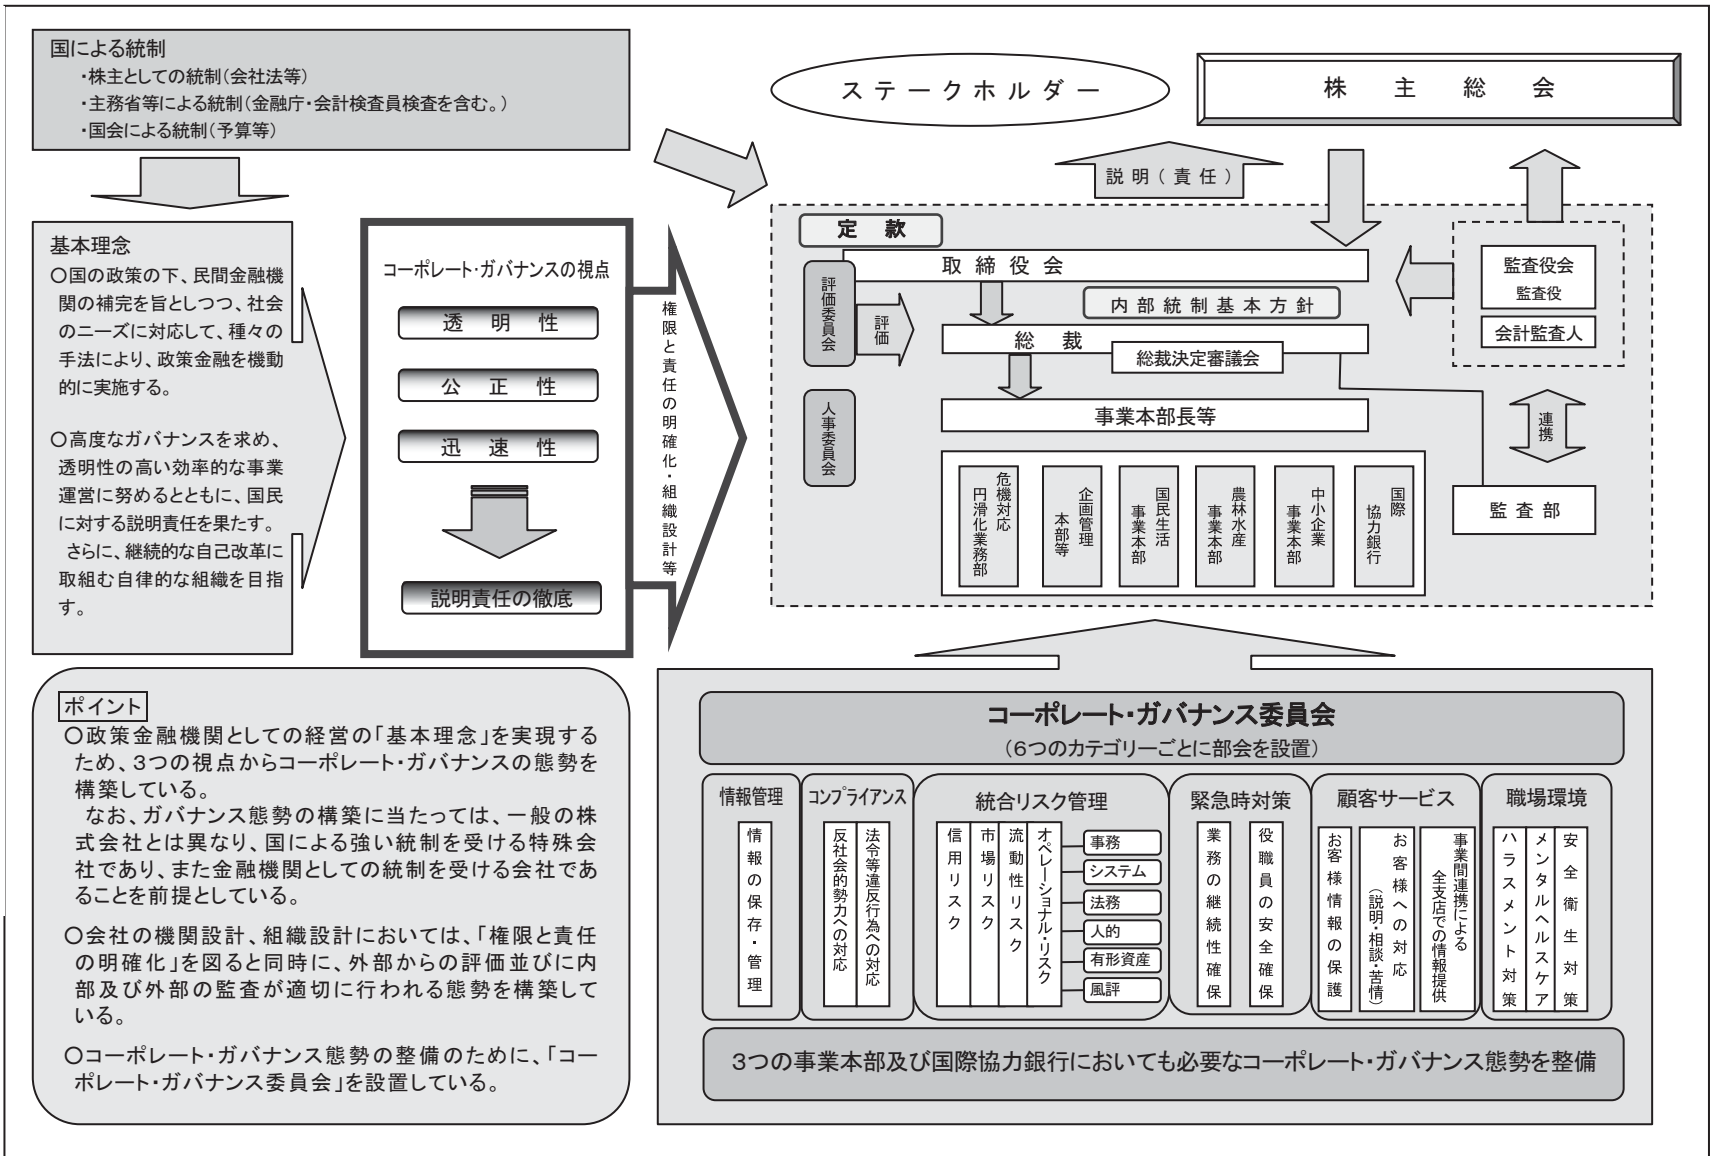 国による統制
・株主としての統制(会社法等)
・主務省等による統制(金融庁・会計検査員検査を含む。)
・国会による統制(予算等)
ステークホルダー
株主総会
説明(責任)
基本理念
○国の政策の下、民間金融機
関の補完を旨としつつ、社会
のニーズに対応して、種々の
手法により、政策金融を機動
的に実施する。
○高度なガバナンスを求め、
透明性の高い効率的な事業
運営に努めるとともに、国民
に対する説明責任を果たす。
さらに、継続的な自己改革に
取組む自律的な組織を目指
す。
コーポレート・ガバナンスの視点
透明性
公正性
迅速性
説明責任の徹底
権限と責任の明確化・組織設計等
定款
取締役会
評価委員会
評価
内部統制基本方針
総裁
総裁決定審議会
人事委員会
事業本部長等
危機対応
円滑化業務部
企画管理
本部等
国民生活
事業本部
農林水産
事業本部
中小企業
事業本部
国際
協力銀行
監査役会
監査役
会計監査人
連携
監査部
ポイント
○政策金融機関としての経営の「基本理念」を実現する
ため、3つの視点からコーポレート・ガバナンスの態勢を
構築している。
なお、ガバナンス態勢の構築に当たっては、一般の株
式会社とは異なり、国による強い統制を受ける特殊会
社であり、また金融機関としての統制を受ける会社であ
ることを前提としている。
○会社の機関設計、組織設計においては、「権限と責任
の明確化」を図ると同時に、外部からの評価並びに内
部及び外部の監査が適切に行われる態勢を構築して
いる。
○コーポレート・ガバナンス態勢の整備のために、「コー
ポレート・ガバナンス委員会」を設置している。
コーポレート・ガバナンス委員会
(6つのカテゴリーごとに部会を設置)
情報管理
情報の保存・管理
コンプライアンス
反社会的勢力への対応
法令等違反行為への対応
統合リスク管理
信用リスク
市場リスク
流動性リスク
オペレーショナル・リスク
事務
システム
法務
人的
有形資産
風評
緊急時対策
業務の継続性確保
役職員の安全確保
顧客サービス
お客様情報の保護
お客様への対応
(説明・相談・苦情)
事業間連携による
全支店での情報提供
職場環境
ハラスメント対策
メンタルヘルスケア
安全衛生対策
3つの事業本部及び国際協力銀行においても必要なコーポレート・ガバナンス態勢を整備